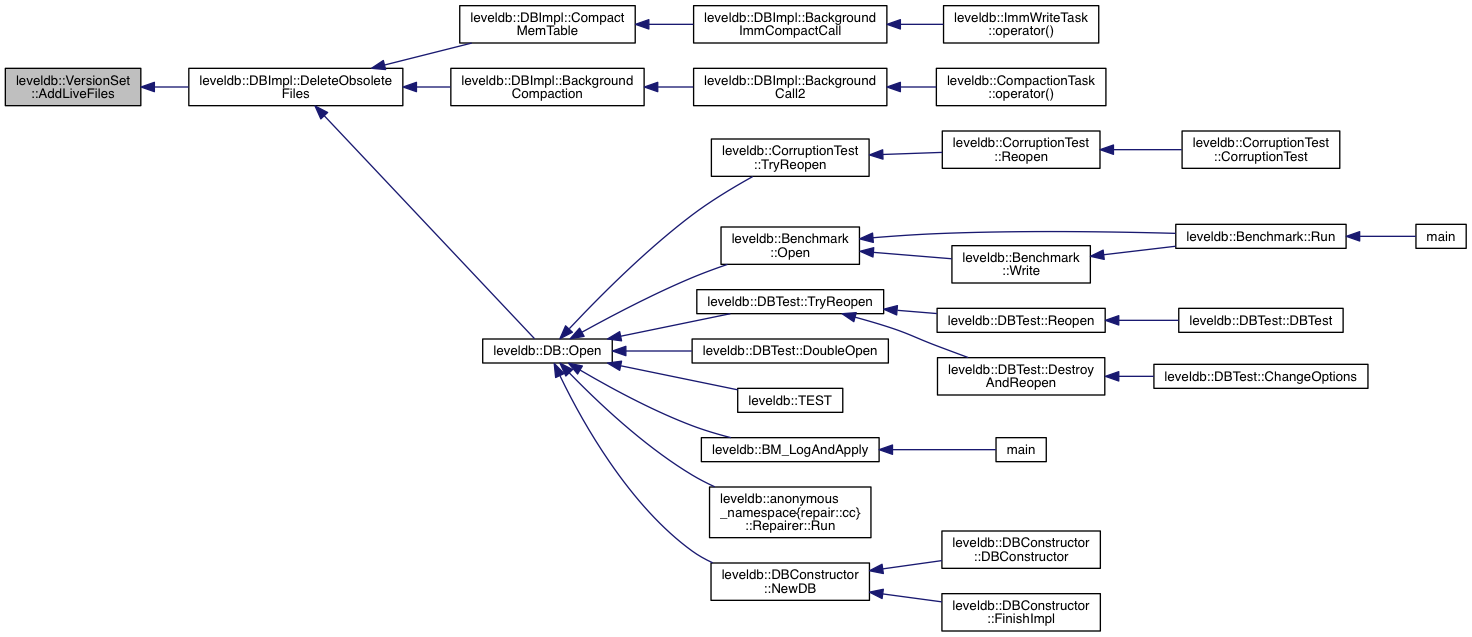 leveldb::VersionSet
::AddLiveFiles
leveldb::DBImpl::DeleteObsolete
Files
leveldb::DBImpl::Compact
MemTable
leveldb::DBImpl::Background
ImmCompactCall
leveldb::ImmWriteTask
::operator()
leveldb::DBImpl::Background
Compaction
leveldb::DBImpl::Background
Call2
leveldb::CompactionTask
::operator()
leveldb::DB::Open
leveldb::CorruptionTest
::TryReopen
leveldb::CorruptionTest
::Reopen
leveldb::CorruptionTest
::CorruptionTest
leveldb::Benchmark
::Open
leveldb::Benchmark
::Write
leveldb::Benchmark::Run
main
leveldb::DBTest::TryReopen
leveldb::DBTest::Reopen
leveldb::DBTest::DBTest
leveldb::DBTest::Destroy
AndReopen
leveldb::DBTest::ChangeOptions
leveldb::DBTest::DoubleOpen
leveldb::TEST
leveldb::BM_LogAndApply
main
leveldb::anonymous
_namespace{repair::cc}
::Repairer::Run
leveldb::DBConstructor
::NewDB
leveldb::DBConstructor
::DBConstructor
leveldb::DBConstructor
::FinishImpl